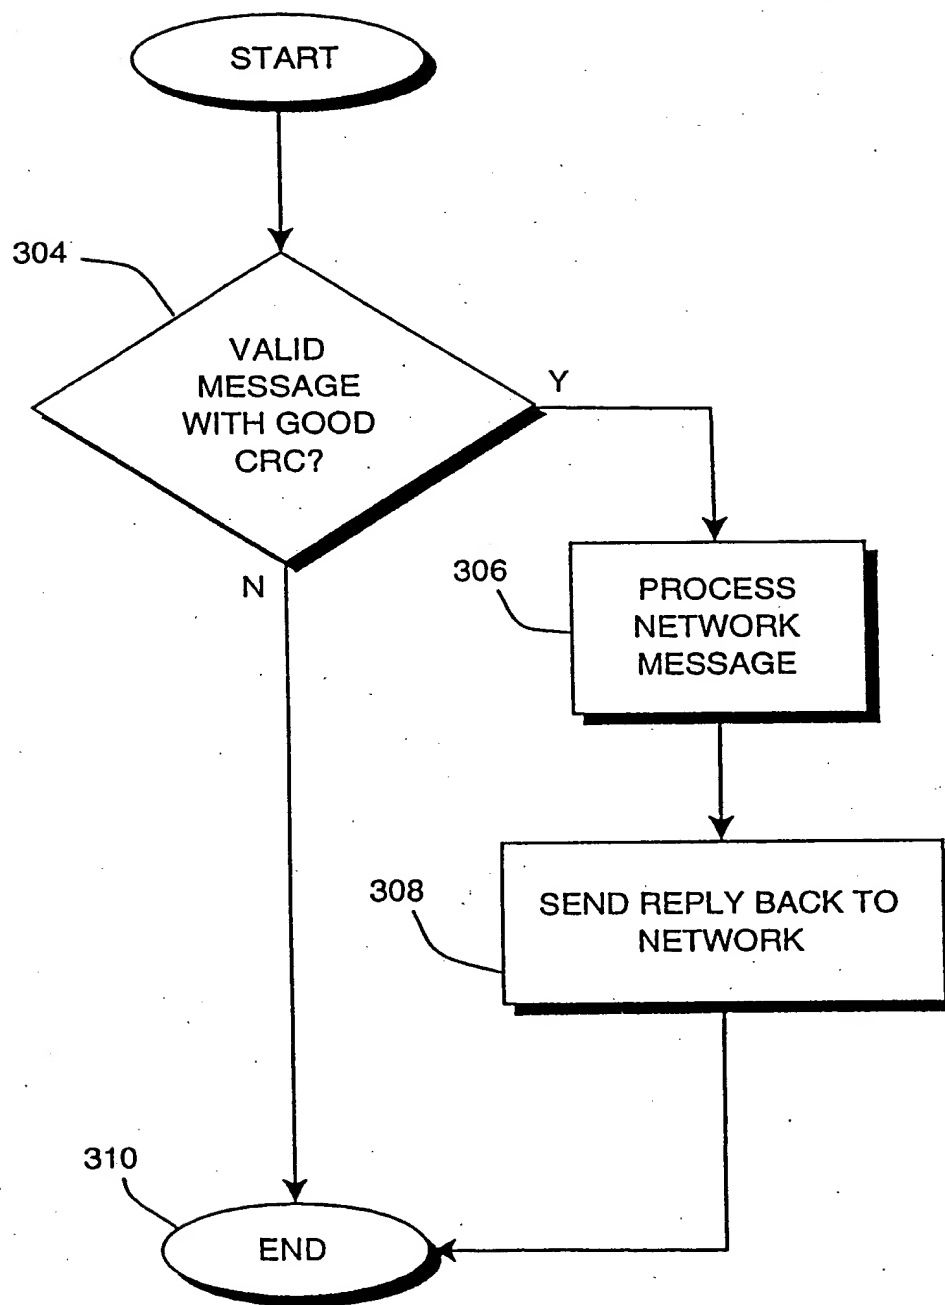 START
304
VALID
MESSAGE
WITH GOOD
CRC?
Y
N
306
PROCESS
NETWORK
MESSAGE
308
SEND REPLY BACK TO
NETWORK
310
END